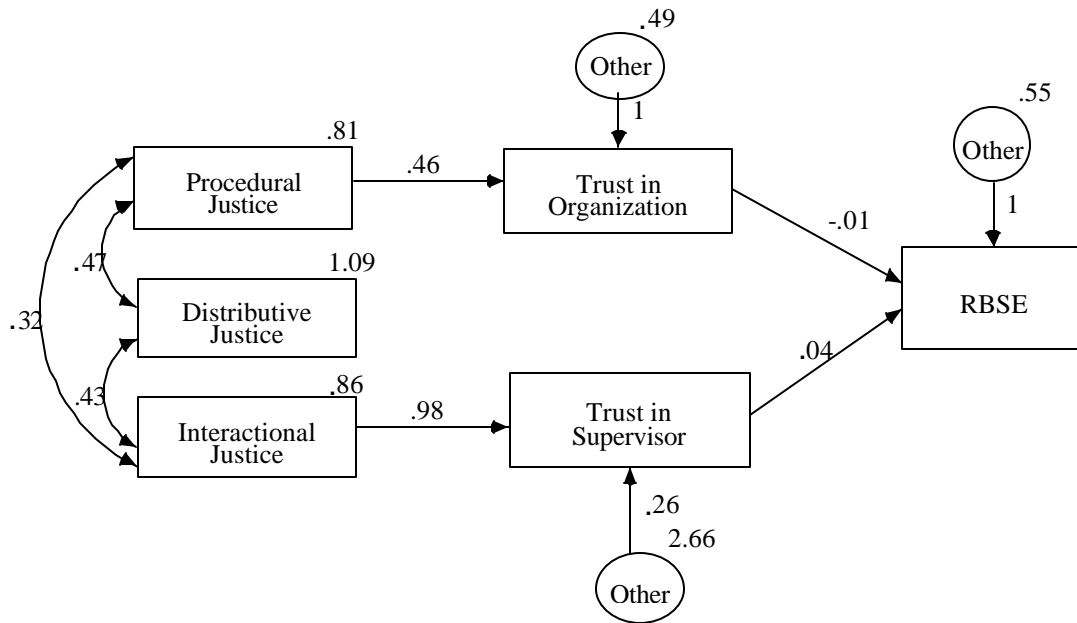 .49
Other
1
.55
Other
1
.81
Procedural
Justice
.46
Trust in
Organization
-.01
.47
1.09
Distributive
Justice
RBSE
.32
.04
.43
.86
Interactional
Justice
.98
Trust in
Supervisor
.26
2.66
Other